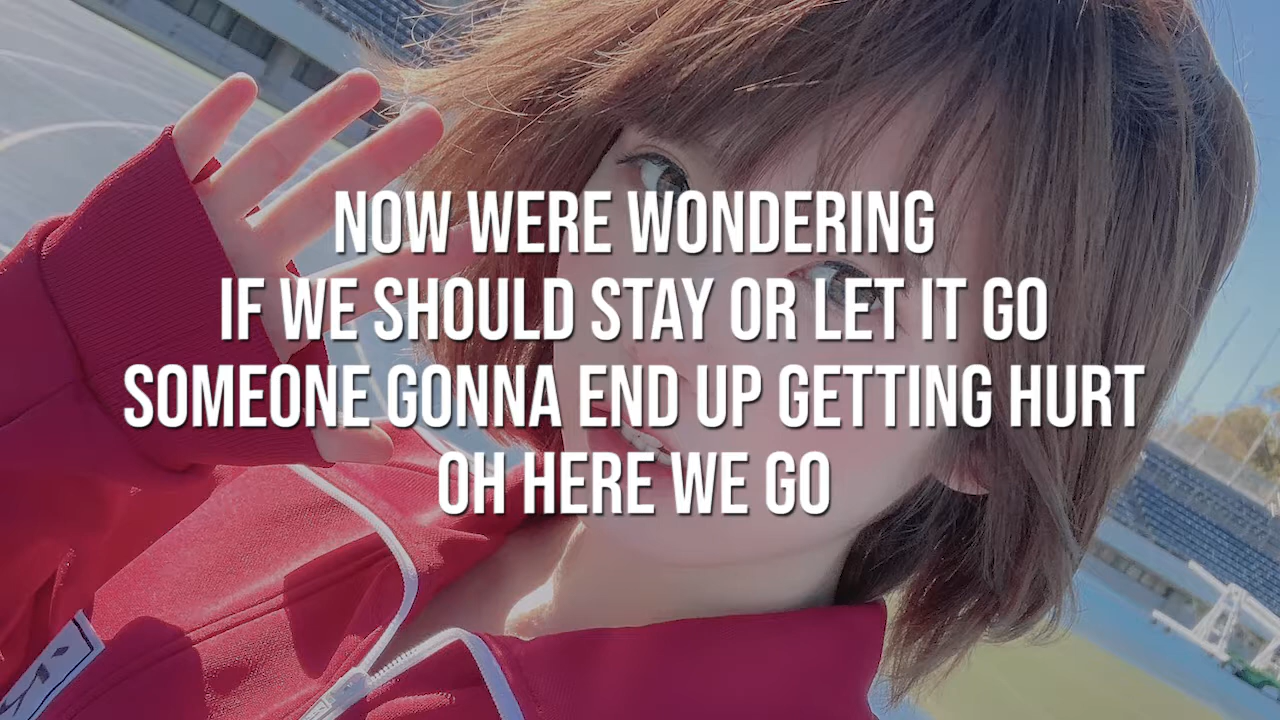 NOW WERE WONDERING
IF WE SHOULD STAY OR LET IT GO
SOMEONE GONNA END UP GETTING HURT
OH HERE WE GO